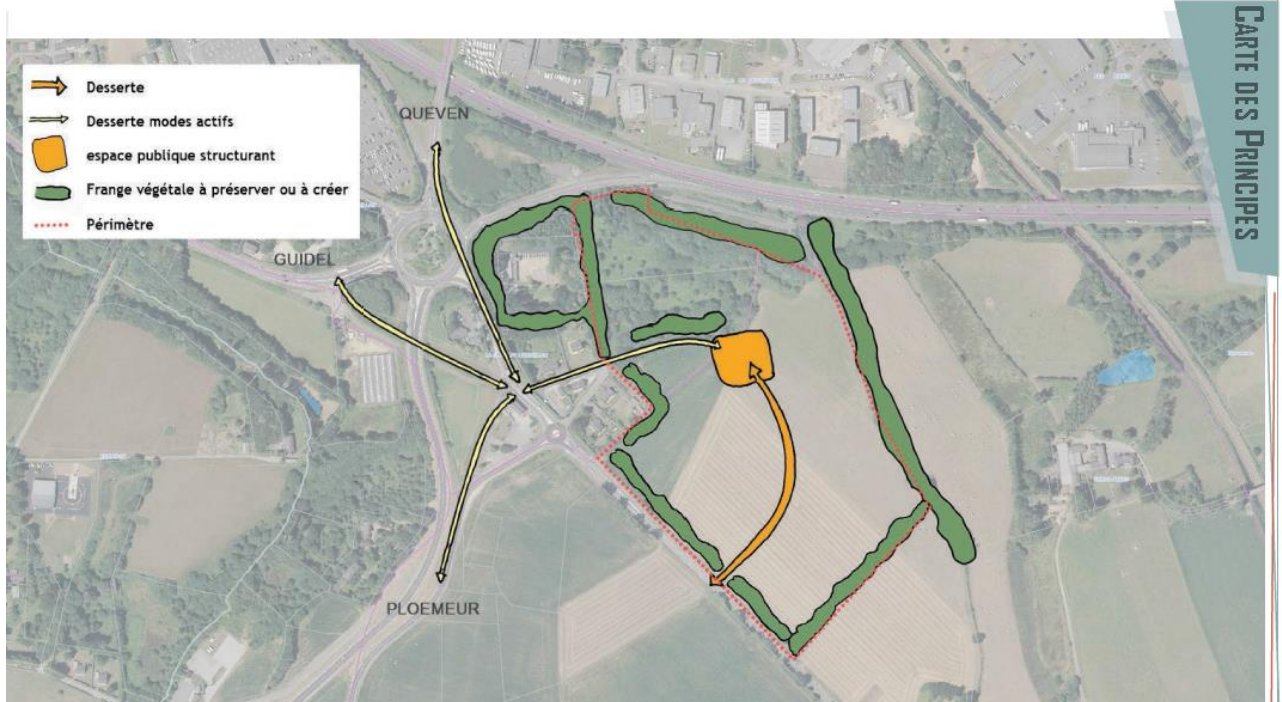 CARTE DES PRINCIPES
Desserte
Desserte modes actifs
espace publique structurant
Frange végétale à préserver ou à créer
Périmètre
QUEVEN
GUIDEL
PLOEMEUR